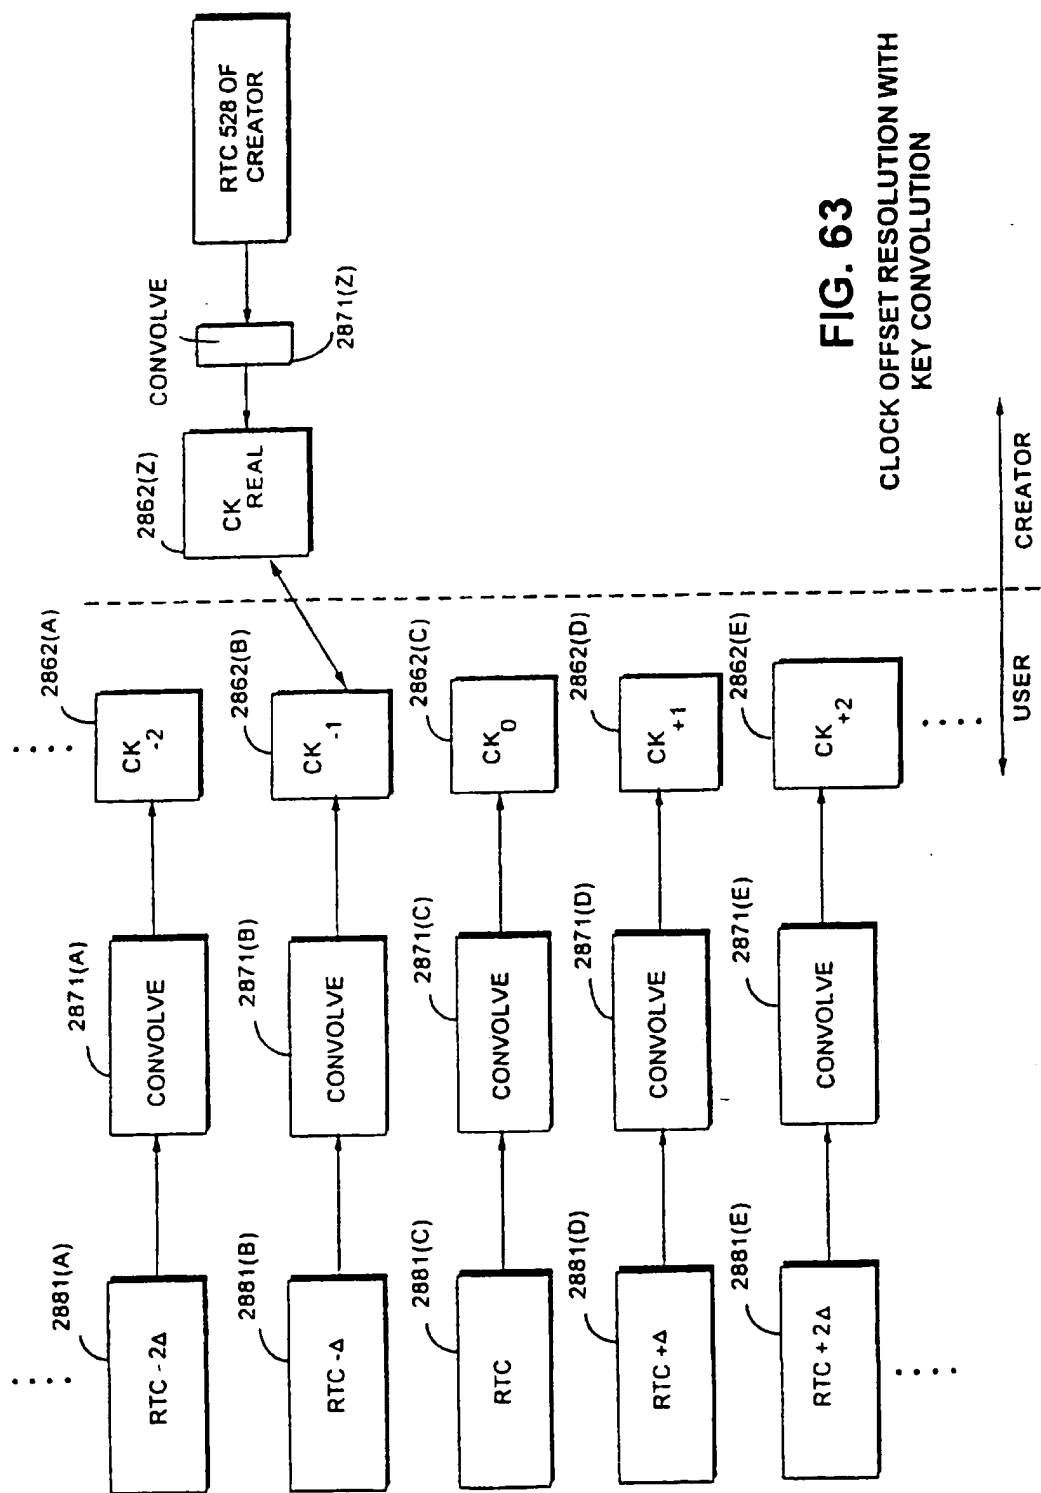 2881(A)
RTC - 2Δ
2871(A)
CONVOLVE
2862(A)
CK -2
2881(B)
RTC -Δ
2871(B)
CONVOLVE
2862(B)
CK -1
2881(C)
RTC
2871(C)
CONVOLVE
2862(C)
CK 0
2881(D)
RTC +Δ
2871(D)
CONVOLVE
2862(D)
CK +1
2881(E)
RTC + 2Δ
2871(E)
CONVOLVE
2862(E)
CK +2
2862(Z)
CK REAL
CONVOLVE
2871(Z)
RTC 528 OF
CREATOR
USER
CREATOR
FIG. 63
CLOCK OFFSET RESOLUTION WITH
KEY CONVOLUTION